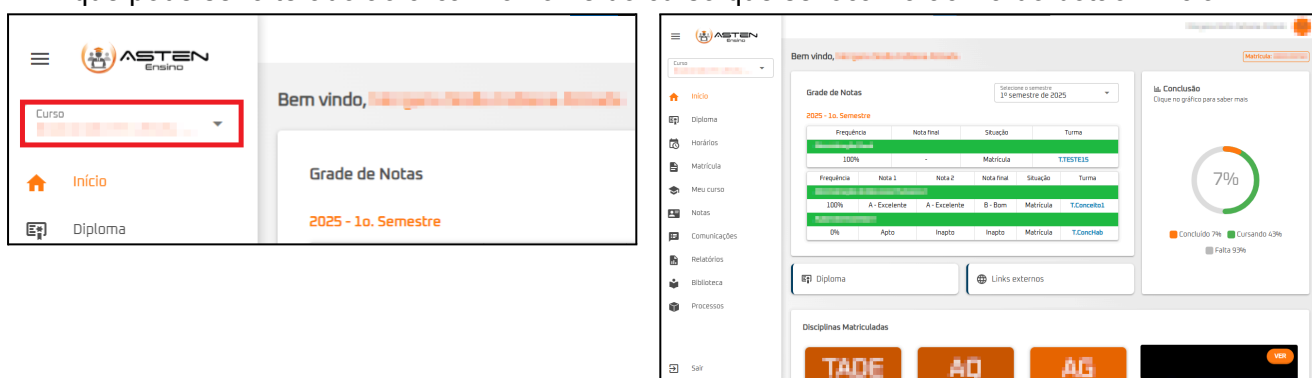 ASTEN
Ensino
Curso
Início
Diploma
Bem vindo,
Grade de Notas
2025 - 1o. Semestre
ASTEN
Ensino
Curso
Início
Diploma
Horários
Matrícula
Meu curso
Notas
Comunicações
Relatórios
Biblioteca
Processos
Sair
Bem vindo,
Matrícula:
Grade de Notas
Selecione o semestre
1º semestre de 2025
2025 - 1o. Semestre
Frequência Nota final Situação Turma
100% - Matrícula T.TESTE15
Frequência Nota 1 Nota 2 Nota final Situação Turma
100% A - Excelente A - Excelente B - Bom Matrícula T.Conceito1
0% Apto Inapto Inapto Matrícula T.ConcHab
Diploma
Links externos
Conclusão
Clique no gráfico para saber mais
7%
Concluído 7% Cursando 43%
Falta 93%
Disciplinas Matriculadas
TADE
AQ
AG
VER